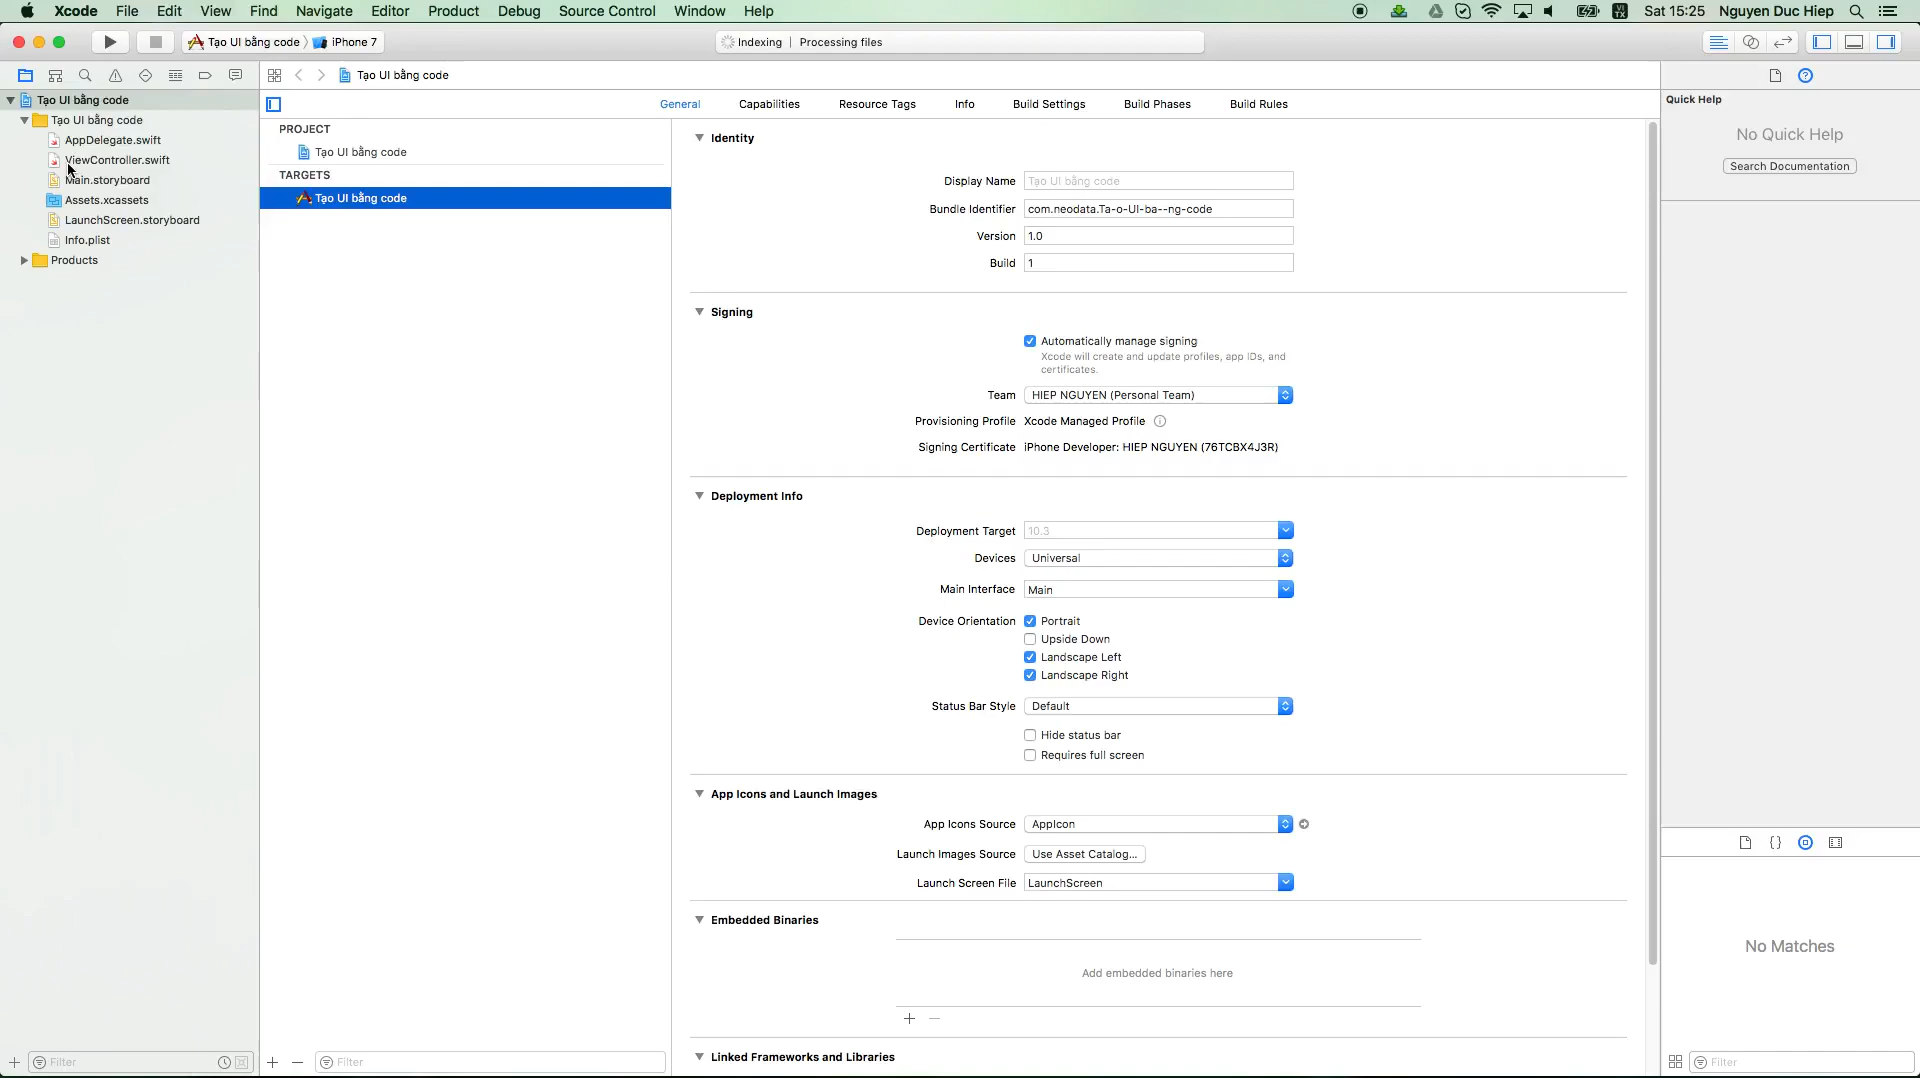 Xcode File Edit View Find Navigate Editor Product Debug Source Control Window Help
VI TX Sat 15:25 Nguyen Duc Hiep
Tạo UI bằng code iPhone 7
Indexing | Processing files
Tạo UI bằng code
Tạo UI bằng code
Tạo UI bằng code
AppDelegate.swift
ViewController.swift
Main.storyboard
Assets.xcassets
LaunchScreen.storyboard
Info.plist
Products
Filter
General Capabilities Resource Tags Info Build Settings Build Phases Build Rules
PROJECT
Tạo UI bằng code
TARGETS
Tạo UI bằng code
Filter
Identity
Display Name Tạo UI bằng code
Bundle Identifier com.neodata.Ta-o-UI-ba--ng-code
Version 1.0
Build 1
Signing
Automatically manage signing
Xcode will create and update profiles, app IDs, and
certificates.
Team HIEP NGUYEN (Personal Team)
Provisioning Profile Xcode Managed Profile
Signing Certificate iPhone Developer: HIEP NGUYEN (76TCBX4J3R)
Deployment Info
Deployment Target 10.3
Devices Universal
Main Interface Main
Device Orientation Portrait
Upside Down
Landscape Left
Landscape Right
Status Bar Style Default
Hide status bar
Requires full screen
App Icons and Launch Images
App Icons Source AppIcon
Launch Images Source Use Asset Catalog...
Launch Screen File LaunchScreen
Embedded Binaries
Add embedded binaries here
Linked Frameworks and Libraries
Quick Help
No Quick Help
Search Documentation
No Matches
Filter